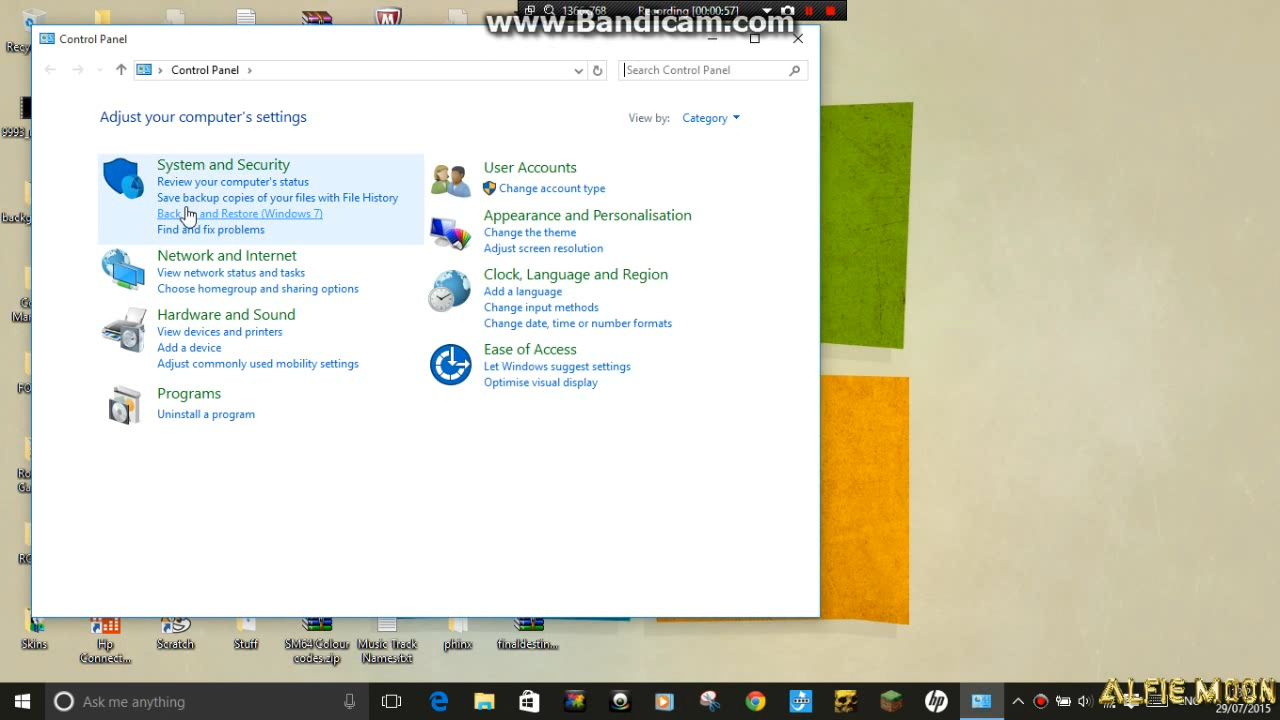 1366x768 Recording [00:00:57]
www.Bandicam.com
Control Panel
Control Panel
Search Control Panel
Adjust your computer's settings
View by: Category
System and Security
Review your computer's status
Save backup copies of your files with File History
and Restore (Windows 7)
Find and fix problems
Network and Internet
View network status and tasks
Choose homegroup and sharing options
Hardware and Sound
View devices and printers
Add a device
Adjust commonly used mobility settings
Programs
Uninstall a program
User Accounts
Change account type
Appearance and Personalisation
Change the theme
Adjust screen resolution
Clock, Language and Region
Add a language
Change input methods
Change date, time or number formats
Ease of Access
Let Windows suggest settings
Optimise visual display
Skins
Hp
Connect...
Scratch
Stuff
SM64 Colour
codes.zip
Music Track
Names.txt
phinx
finaldestin...
Ask me anything
ALFIE MOON
29/07/2015